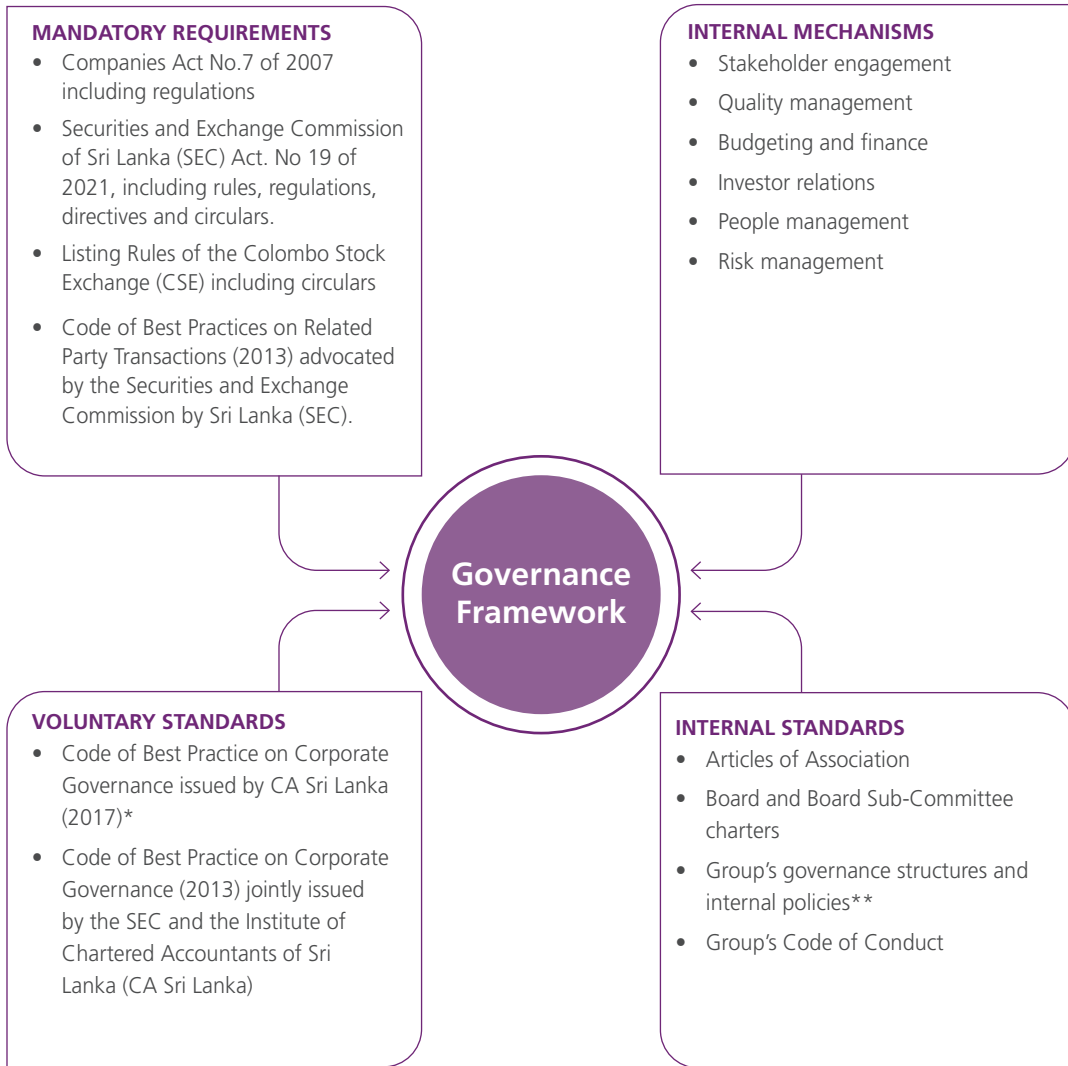 MANDATORY REQUIREMENTS
• Companies Act No.7 of 2007
including regulations
• Securities and Exchange Commission
of Sri Lanka (SEC) Act. No 19 of
2021, including rules, regulations,
directives and circulars.
• Listing Rules of the Colombo Stock
Exchange (CSE) including circulars
• Code of Best Practices on Related
Party Transactions (2013) advocated
by the Securities and Exchange
Commission by Sri Lanka (SEC).
INTERNAL MECHANISMS
• Stakeholder engagement
• Quality management
• Budgeting and finance
• Investor relations
• People management
• Risk management
Governance
Framework
VOLUNTARY STANDARDS
• Code of Best Practice on Corporate
Governance issued by CA Sri Lanka
(2017)*
• Code of Best Practice on Corporate
Governance (2013) jointly issued
by the SEC and the Institute of
Chartered Accountants of Sri
Lanka (CA Sri Lanka)
INTERNAL STANDARDS
• Articles of Association
• Board and Board Sub-Committee
charters
• Group’s governance structures and
internal policies**
• Group’s Code of Conduct